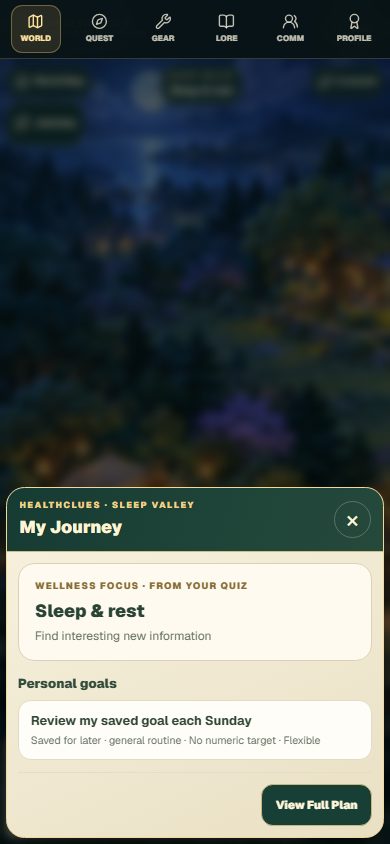 WORLD
QUEST
GEAR
LORE
COMM
PROFILE
HEALTHCLUES · SLEEP VALLEY
My Journey
WELLNESS FOCUS · FROM YOUR QUIZ
Sleep & rest
Find interesting new information
Personal goals
Review my saved goal each Sunday
Saved for later · general routine · No numeric target · Flexible
View Full Plan